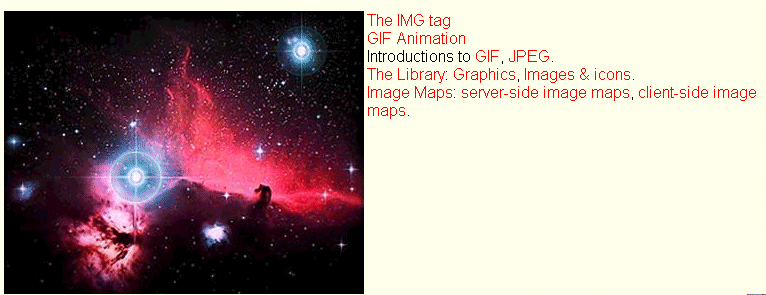 The IMG tag
GIF Animation
Introductions to GIF, JPEG.
The Library: Graphics, Images & icons.
Image Maps: server-side image maps, client-side image
maps.